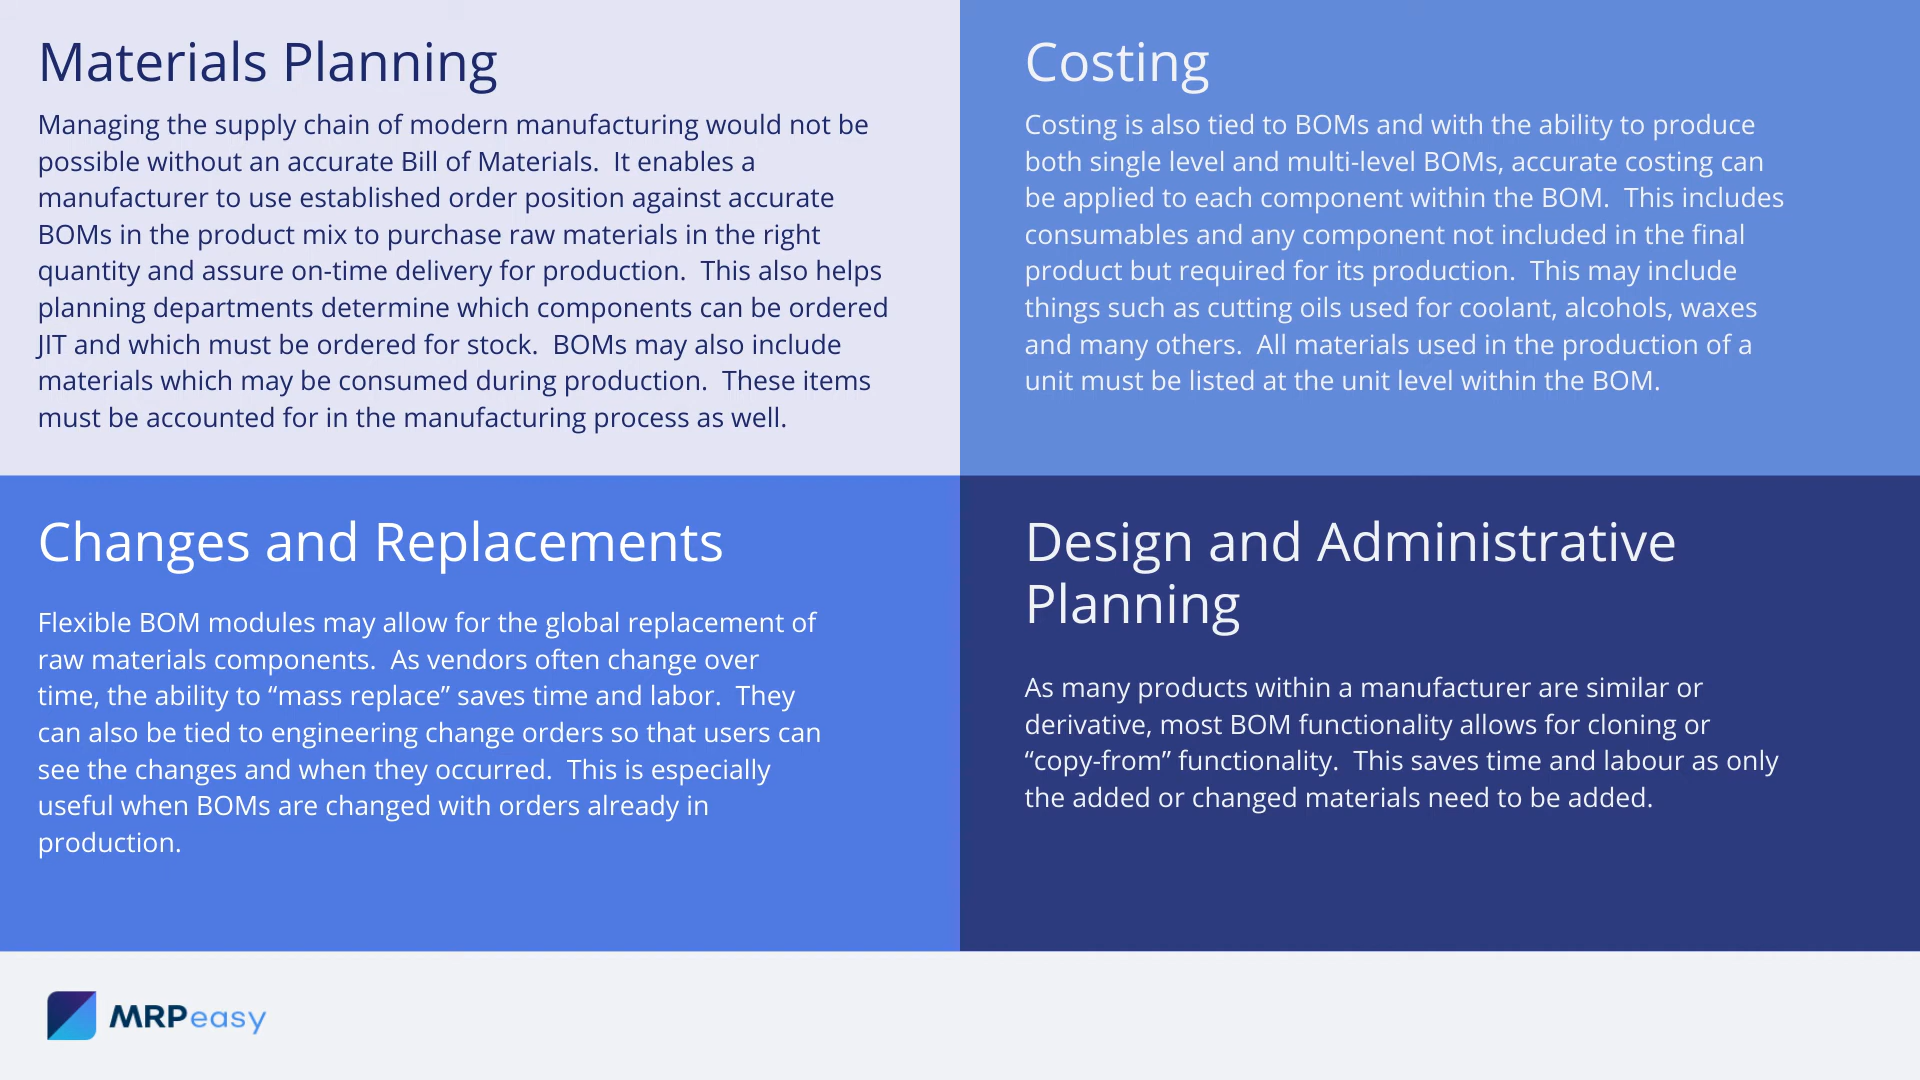 Materials Planning
Managing the supply chain of modern manufacturing would not be
possible without an accurate Bill of Materials.  It enables a
manufacturer to use established order position against accurate
BOMs in the product mix to purchase raw materials in the right
quantity and assure on-time delivery for production.  This also helps
planning departments determine which components can be ordered
JIT and which must be ordered for stock.  BOMs may also include
materials which may be consumed during production.  These items
must be accounted for in the manufacturing process as well.
Costing
Costing is also tied to BOMs and with the ability to produce
both single level and multi-level BOMs, accurate costing can
be applied to each component within the BOM.  This includes
consumables and any component not included in the final
product but required for its production.  This may include
things such as cutting oils used for coolant, alcohols, waxes
and many others.  All materials used in the production of a
unit must be listed at the unit level within the BOM.
Changes and Replacements
Flexible BOM modules may allow for the global replacement of
raw materials components.  As vendors often change over
time, the ability to “mass replace” saves time and labor.  They
can also be tied to engineering change orders so that users can
see the changes and when they occurred.  This is especially
useful when BOMs are changed with orders already in
production.
Design and Administrative
Planning
As many products within a manufacturer are similar or
derivative, most BOM functionality allows for cloning or
“copy-from” functionality.  This saves time and labour as only
the added or changed materials need to be added.
MRPeasy